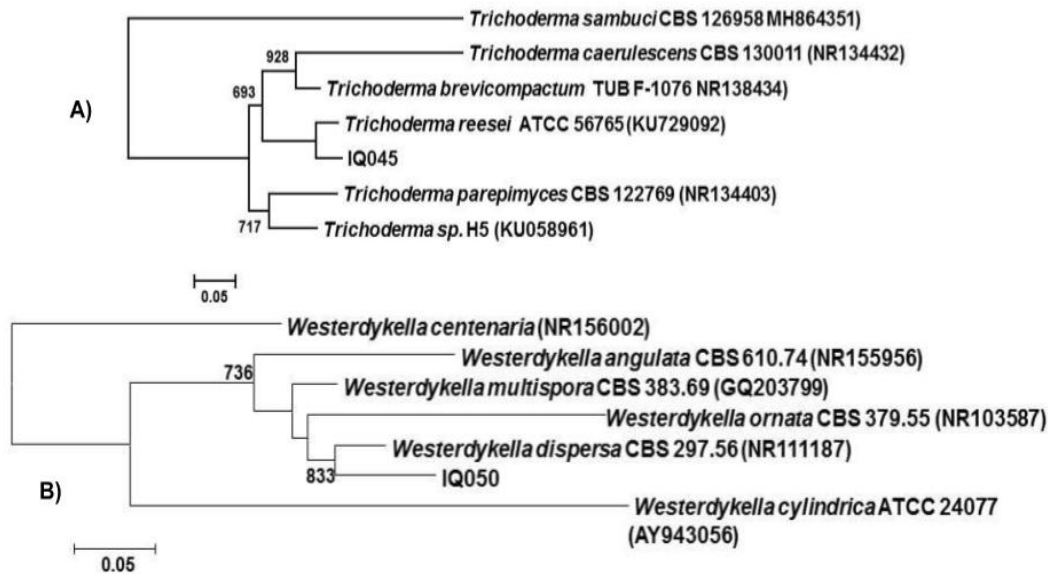 Trichoderma sambuci CBS 126958 MH864351)
Trichoderma caerulescens CBS 130011 (NR134432)
928
Trichoderma brevicompactum TUB F-1076 NR138434)
693
A)
Trichoderma reesei ATCC 56765 (KU729092)
IQ045
Trichoderma parepimyces CBS 122769 (NR134403)
717
Trichoderma sp. H5 (KU058961)
0.05
Westerdykella centenaria (NR156002)
Westerdykella angulata CBS 610.74 (NR155956)
736
Westerdykella multispora CBS 383.69 (GQ203799)
Westerdykella ornata CBS 379.55 (NR103587)
Westerdykella dispersa CBS 297.56 (NR111187)
833
IQ050
B)
Westerdykella cylindrica ATCC 24077
(AY943056)
0.05